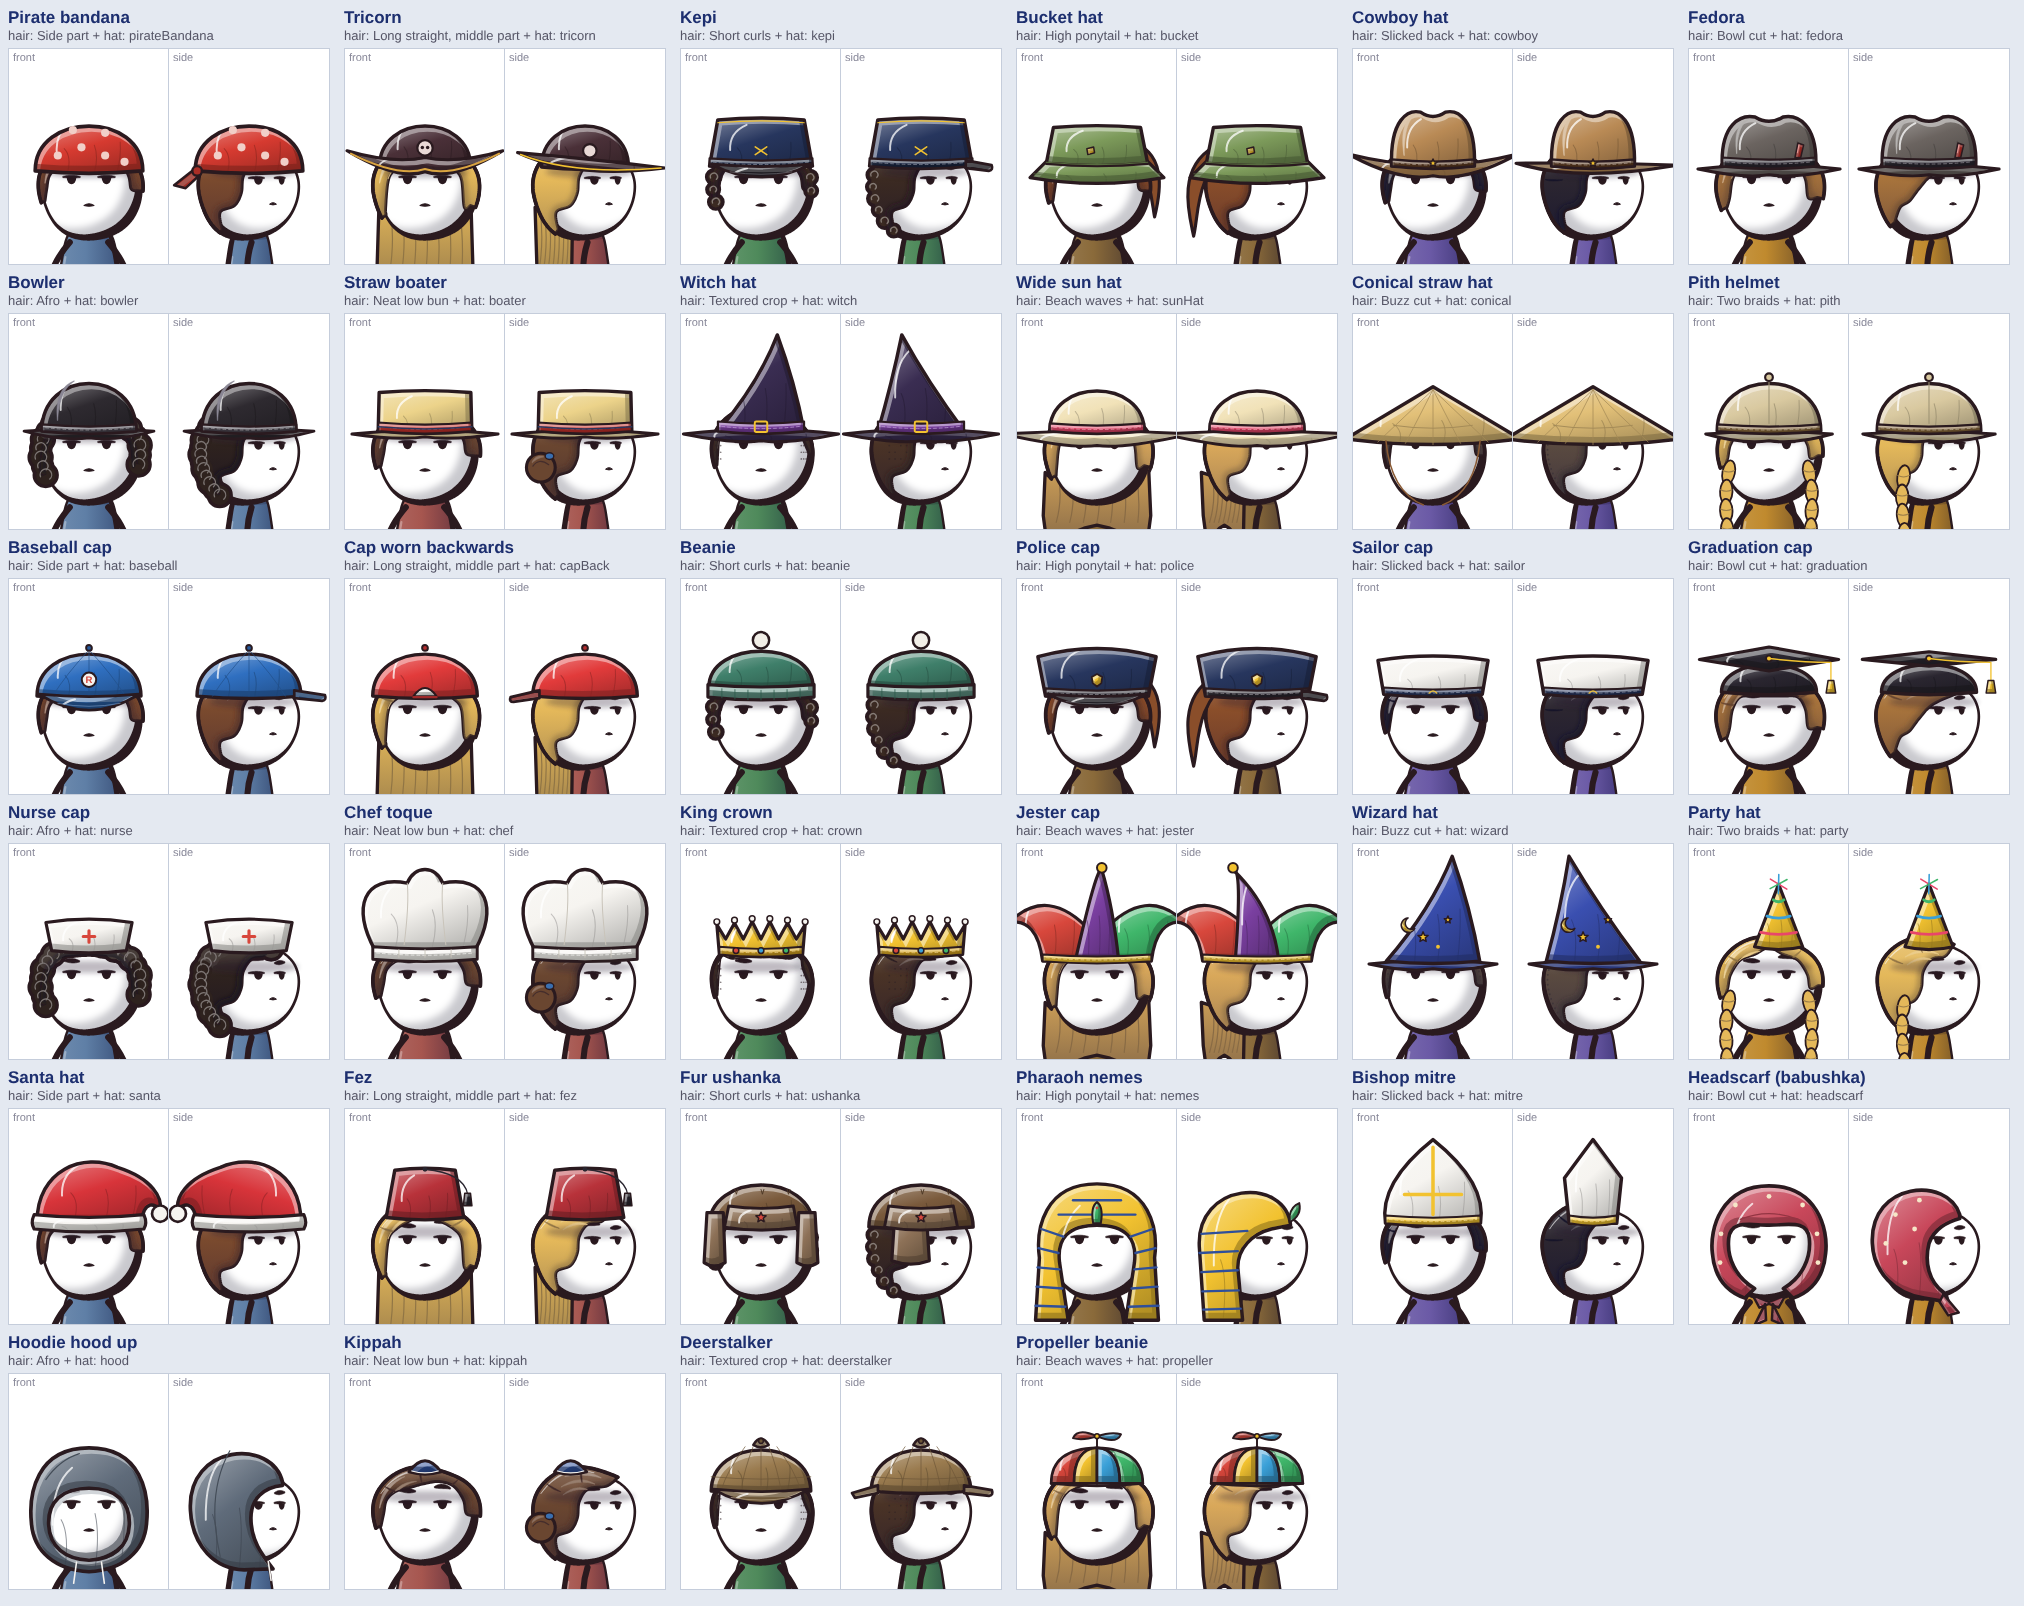 Pirate bandana
hair: Side part + hat: pirateBandana
front
side
Tricorn
hair: Long straight, middle part + hat: tricorn
front
side
Kepi
hair: Short curls + hat: kepi
front
side
Bucket hat
hair: High ponytail + hat: bucket
front
side
Cowboy hat
hair: Slicked back + hat: cowboy
front
side
Fedora
hair: Bowl cut + hat: fedora
front
side
Bowler
hair: Afro + hat: bowler
front
side
Straw boater
hair: Neat low bun + hat: boater
front
side
Witch hat
hair: Textured crop + hat: witch
front
side
Wide sun hat
hair: Beach waves + hat: sunHat
front
side
Conical straw hat
hair: Buzz cut + hat: conical
front
side
Pith helmet
hair: Two braids + hat: pith
front
side
Baseball cap
hair: Side part + hat: baseball
front
side
R
Cap worn backwards
hair: Long straight, middle part + hat: capBack
front
side
Beanie
hair: Short curls + hat: beanie
front
side
Police cap
hair: High ponytail + hat: police
front
side
Sailor cap
hair: Slicked back + hat: sailor
front
side
Graduation cap
hair: Bowl cut + hat: graduation
front
side
Nurse cap
hair: Afro + hat: nurse
front
side
Chef toque
hair: Neat low bun + hat: chef
front
side
King crown
hair: Textured crop + hat: crown
front
side
Jester cap
hair: Beach waves + hat: jester
front
side
Wizard hat
hair: Buzz cut + hat: wizard
front
side
Party hat
hair: Two braids + hat: party
front
side
Santa hat
hair: Side part + hat: santa
front
side
Fez
hair: Long straight, middle part + hat: fez
front
side
Fur ushanka
hair: Short curls + hat: ushanka
front
side
Pharaoh nemes
hair: High ponytail + hat: nemes
front
side
Bishop mitre
hair: Slicked back + hat: mitre
front
side
Headscarf (babushka)
hair: Bowl cut + hat: headscarf
front
side
Hoodie hood up
hair: Afro + hat: hood
front
side
Kippah
hair: Neat low bun + hat: kippah
front
side
Deerstalker
hair: Textured crop + hat: deerstalker
front
side
Propeller beanie
hair: Beach waves + hat: propeller
front
side